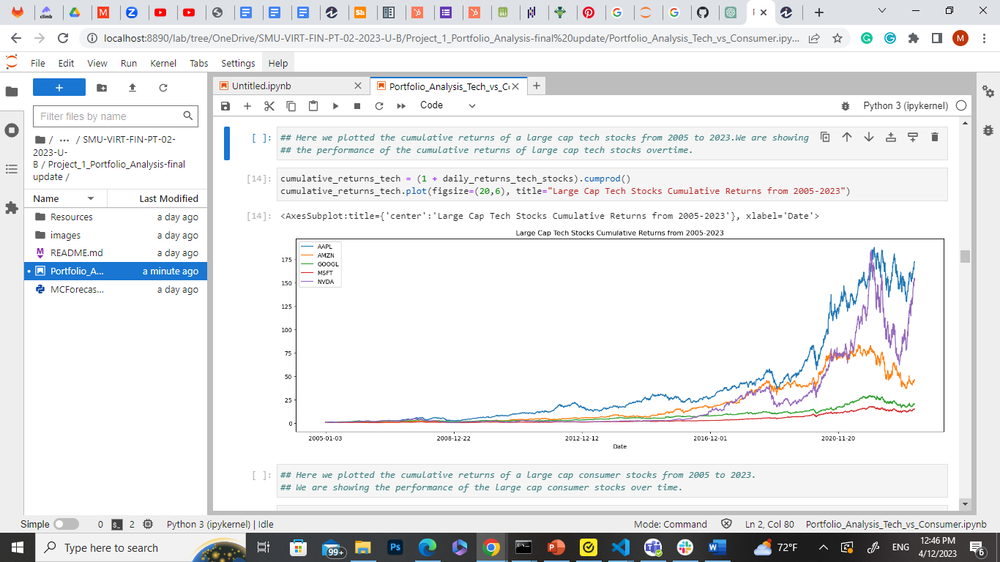 climb
M
Z
Sh
P
G
G
localhost:8890/lab/tree/OneDrive/SMU-VIRT-FIN-PT-02-2023-U-B/Project_1_Portfolio_Analysis-final%20update/Portfolio_Analysis_Tech_vs_Consumer.ipy...
M
File Edit View Run Kernel Tabs Settings Help
Untitled.ipynb
Portfolio_Analysis_Tech_vs_C
Code
Python 3 (ipykernel)
Filter files by name
/ ... / SMU-VIRT-FIN-PT-02-
2023-U-
B / Project_1_Portfolio_Analysis-final
update /
Name Last Modified
Resources a day ago
images a day ago
README.md a day ago
Portfolio_A... a minute ago
MCForecas... a day ago
[ ]: ## Here we plotted the cumulative returns of a large cap tech stocks from 2005 to 2023.We are showing
## the performance of the cumulative returns of large cap tech stocks overtime.
[14]: cumulative_returns_tech = (1 + daily_returns_tech_stocks).cumprod()
cumulative_returns_tech.plot(figsize=(20,6), title="Large Cap Tech Stocks Cumulative Returns from 2005-2023")
[14]: <AxesSubplot:title={'center':'Large Cap Tech Stocks Cumulative Returns from 2005-2023'}, xlabel='Date'>
Large Cap Tech Stocks Cumulative Returns from 2005-2023
AAPL
AMZN
GOOGL
MSFT
NVDA
175
150
125
100
75
50
25
0
2005-01-03 2008-12-22 2012-12-12 2016-12-01 2020-11-20
Date
[ ]: ## Here we plotted the cumulative returns of a large cap consumer stocks from 2005 to 2023.
## We are showing the performance of the large cap consumer stocks over time.
Simple 0 2 Python 3 (ipykernel) | Idle Mode: Command Ln 2, Col 80 Portfolio_Analysis_Tech_vs_Consumer.ipynb
Type here to search
99+
Ps
72°F
ENG
12:46 PM
4/12/2023
6